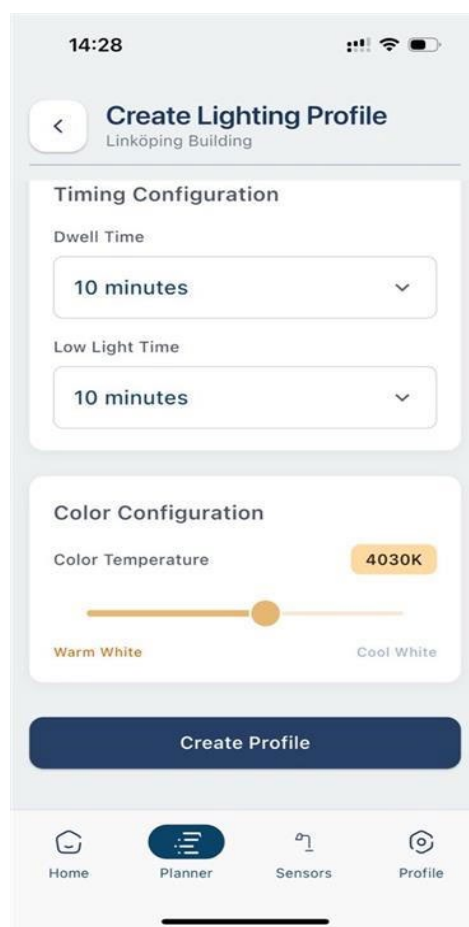 14:28
Create Lighting Profile
Linköping Building
Timing Configuration
Dwell Time
10 minutes
Low Light Time
10 minutes
Color Configuration
Color Temperature 4030K
Warm White Cool White
Create Profile
Home Planner Sensors Profile